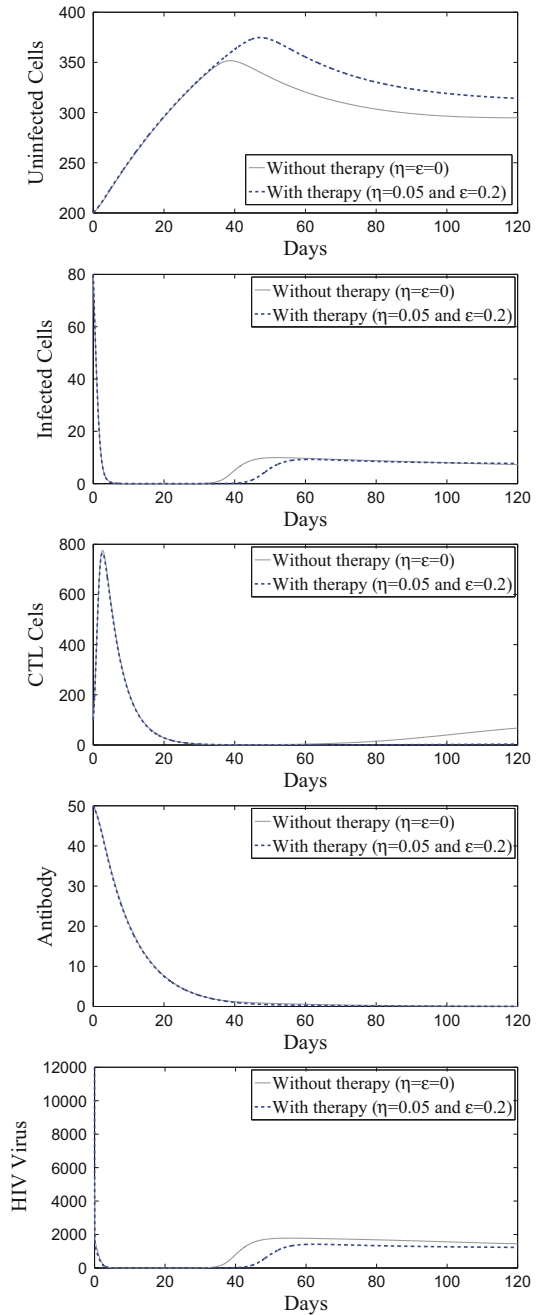 400
350
300
250
200
Uninfected Cells
Without therapy (η=ε=0)
With therapy (η=0.05 and ε=0.2)
0 20 40 60 80 100 120
Days
80
60
40
20
0
Infected Cells
Without therapy (η=ε=0)
With therapy (η=0.05 and ε=0.2)
0 20 40 60 80 100 120
Days
800
600
400
200
0
CTL Cels
Without therapy (η=ε=0)
With therapy (η=0.05 and ε=0.2)
0 20 40 60 80 100 120
Days
50
40
30
20
10
0
Antibody
Without therapy (η=ε=0)
With therapy (η=0.05 and ε=0.2)
0 20 40 60 80 100 120
Days
12000
10000
8000
6000
4000
2000
0
HIV Virus
Without therapy (η=ε=0)
With therapy (η=0.05 and ε=0.2)
0 20 40 60 80 100 120
Days